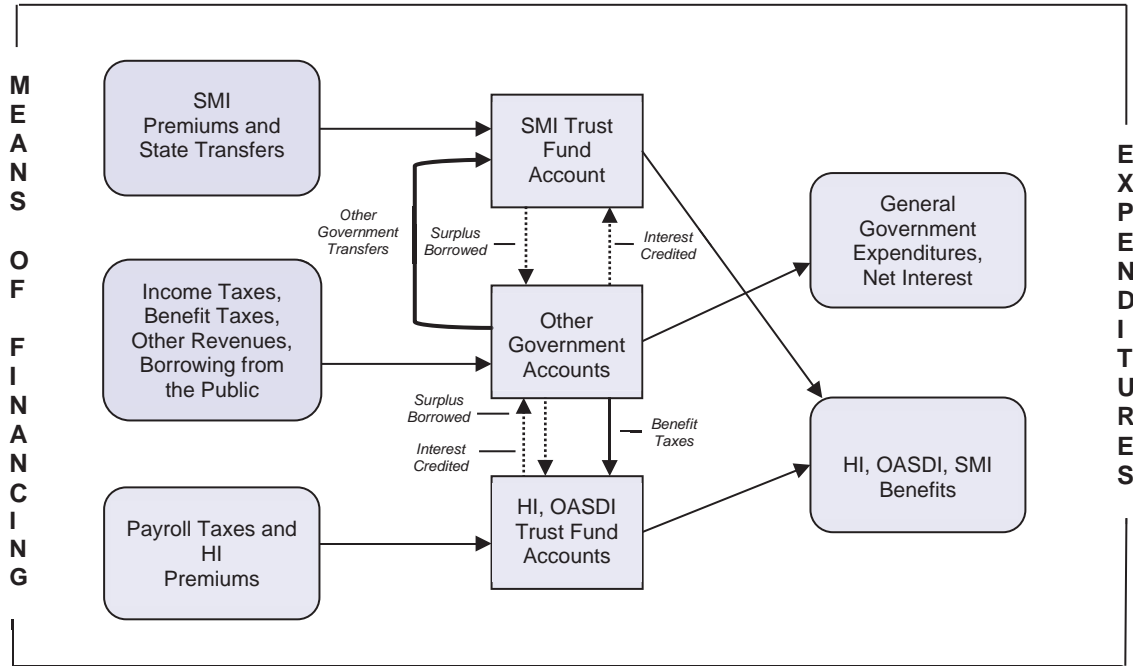 MEANS OF FINANCING
SMI
Premiums and
State Transfers
Income Taxes,
Benefit Taxes,
Other Revenues,
Borrowing from
the Public
Payroll Taxes and
HI
Premiums
Other
Government
Transfers
SMI Trust
Fund
Account
Surplus
Borrowed
Interest
Credited
Other
Government
Accounts
Surplus
Borrowed
Interest
Credited
Benefit
Taxes
HI, OASDI
Trust Fund
Accounts
General
Government
Expenditures,
Net Interest
HI, OASDI, SMI
Benefits
EXPENDITURES